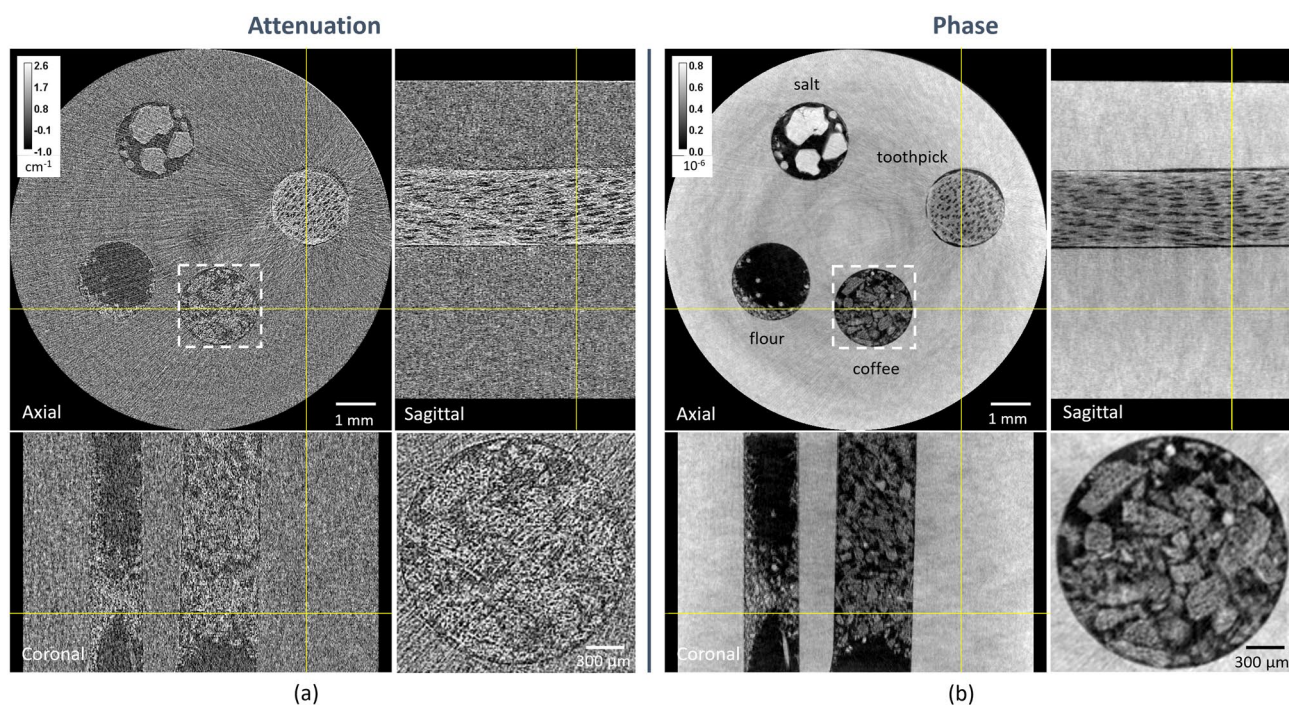 Attenuation
Phase
2.6
1.7
0.8
-0.1
-1.0
cm-1
Axial
1 mm
Sagittal
Coronal
300 µm
(a)
0.8
0.6
0.4
0.2
0.0
10-6
salt
toothpick
flour
coffee
Axial
1 mm
Sagittal
Coronal
300 µm
(b)